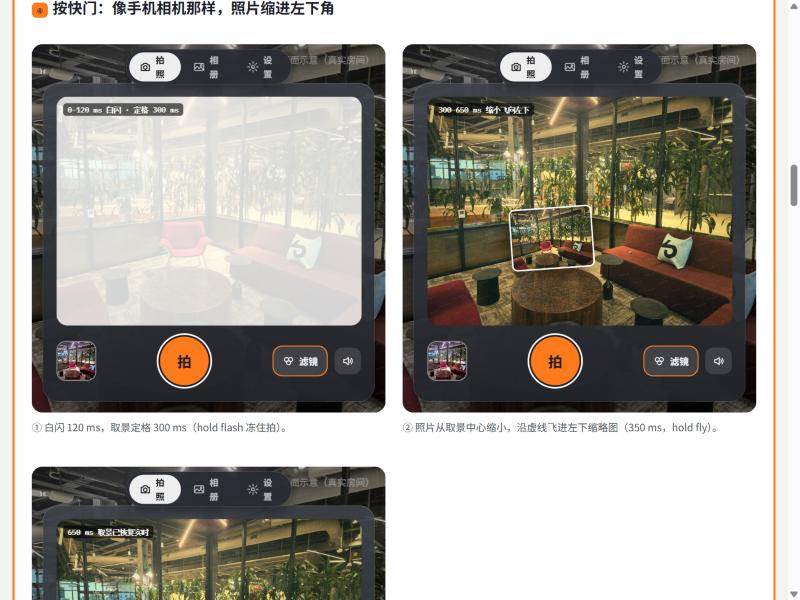 按快门：像手机相机那样，照片缩进左下角
拍照
相册
设置
面示意（真实房间）
0-120 ms 白闪 · 定格 300 ms
拍
滤镜
① 白闪 120 ms，取景定格 300 ms（hold flash 冻住拍）。
拍照
相册
设置
面示意（真实房间）
300-650 ms 缩小飞向左下
拍
滤镜
② 照片从取景中心缩小，沿虚线飞进左下缩略图（350 ms，hold fly）。
拍照
相册
设置
面示意（真实房间）
650 ms 取景已恢复实时